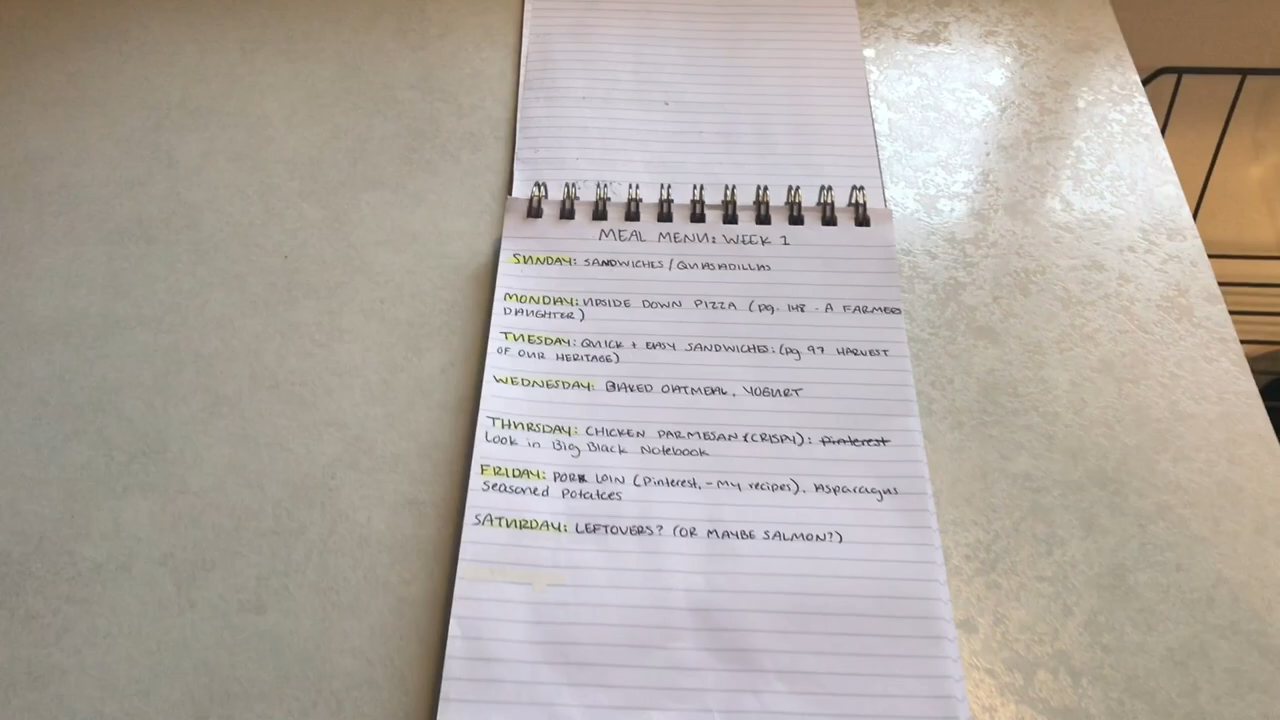 MEAL MENU: WEEK 1
SUNDAY: SANDWICHES / QUASADILLAS
MONDAY: UPSIDE DOWN PIZZA (pg. 148 - A FARMERS
DAUGHTER)
TUESDAY: QUICK + EASY SANDWICHES: (pg 97 HARVEST
OF OUR HERITAGE)
WEDNESDAY: BAKED OATMEAL, YOGURT
THURSDAY: CHICKEN PARMESAN (CRISPY): pinterest
Look in Big Black Notebook
FRIDAY: PORK LOIN (Pinterest, - My recipes), Asparagus
Seasoned Potatoes
SATURDAY: LEFTOVERS? (OR MAYBE SALMON?)